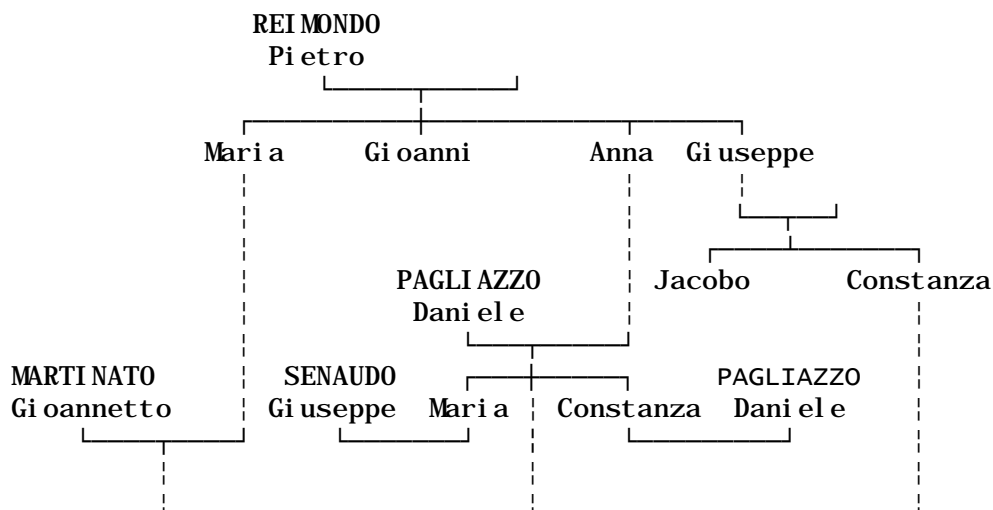 REIMONDO
Pietro
Maria Gioanni Anna Giuseppe
PAGLIAZZO Jacobo Constanza
Daniele
MARTINATO SENAUDO PAGLIAZZO
Gioannetto Giuseppe Maria Constanza Daniele